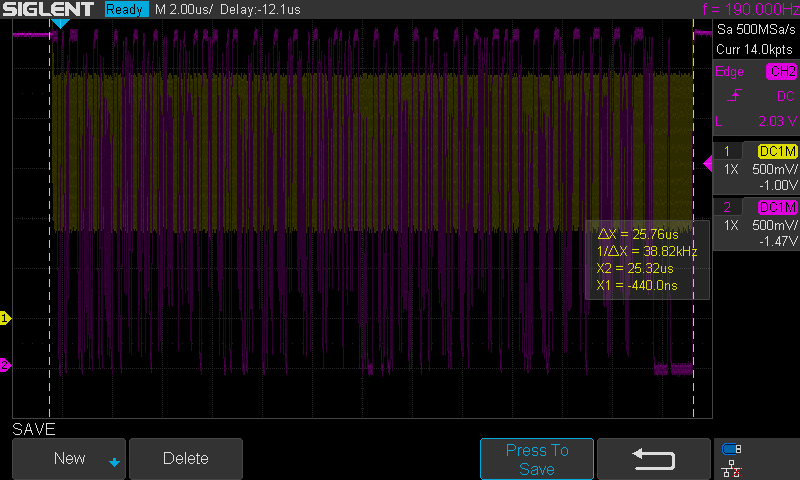 SIGLENT Ready M 2.00us/ Delay:-12.1us f = 190.000Hz
Sa 500MSa/s
Curr 14.0kpts
Edge CH2
DC
L 2.03 V
1 DC1M
1X 500mV/
-1.00V
2 DC1M
1X 500mV/
-1.47V
△X = 25.76us
1/△X = 38.82kHz
X2 = 25.32us
X1 = -440.0ns
1
2
SAVE
New
Delete
Press To
Save